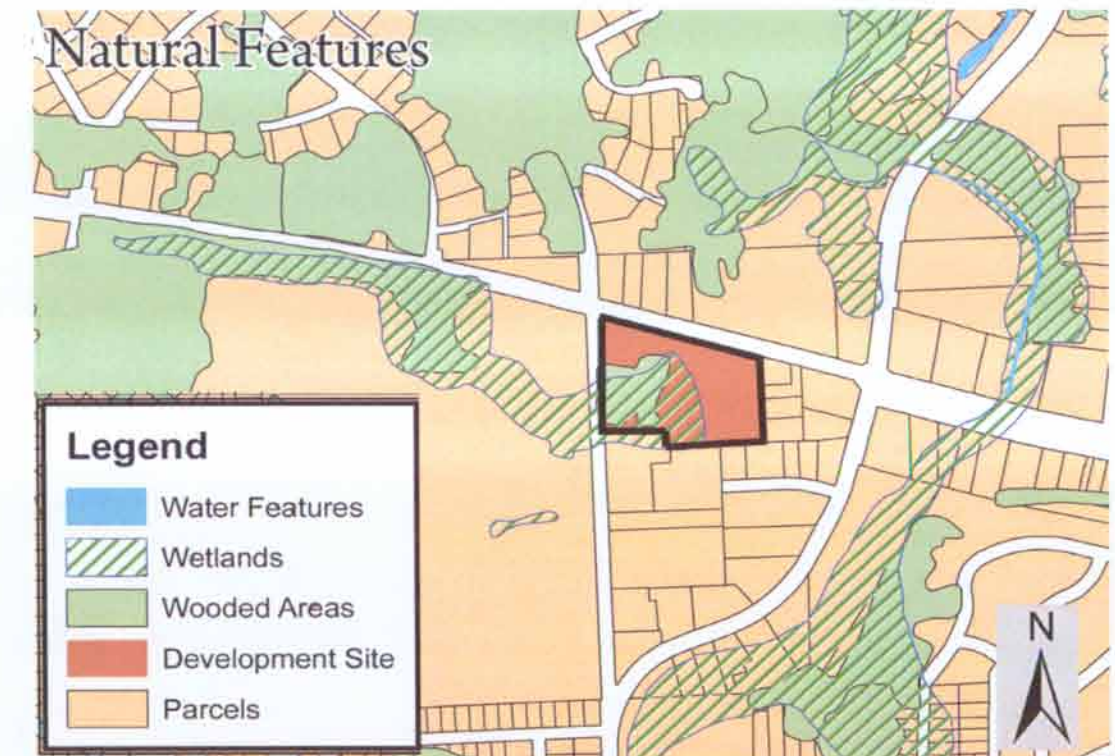 Natural Features
Legend
Water Features
Wetlands
Wooded Areas
Development Site
Parcels
N